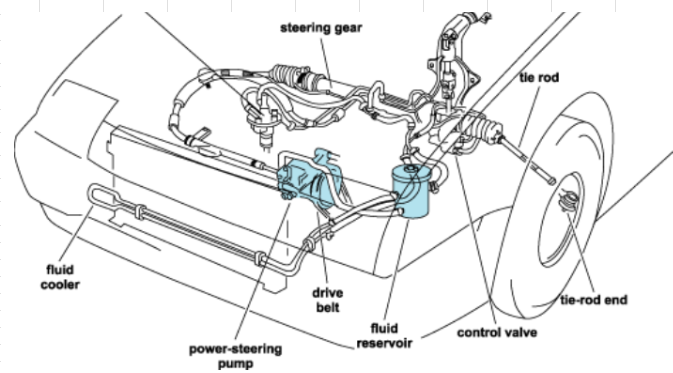 steering gear
tie rod
fluid
cooler
drive
belt
tie-rod end
fluid
reservoir
control valve
power-steering
pump